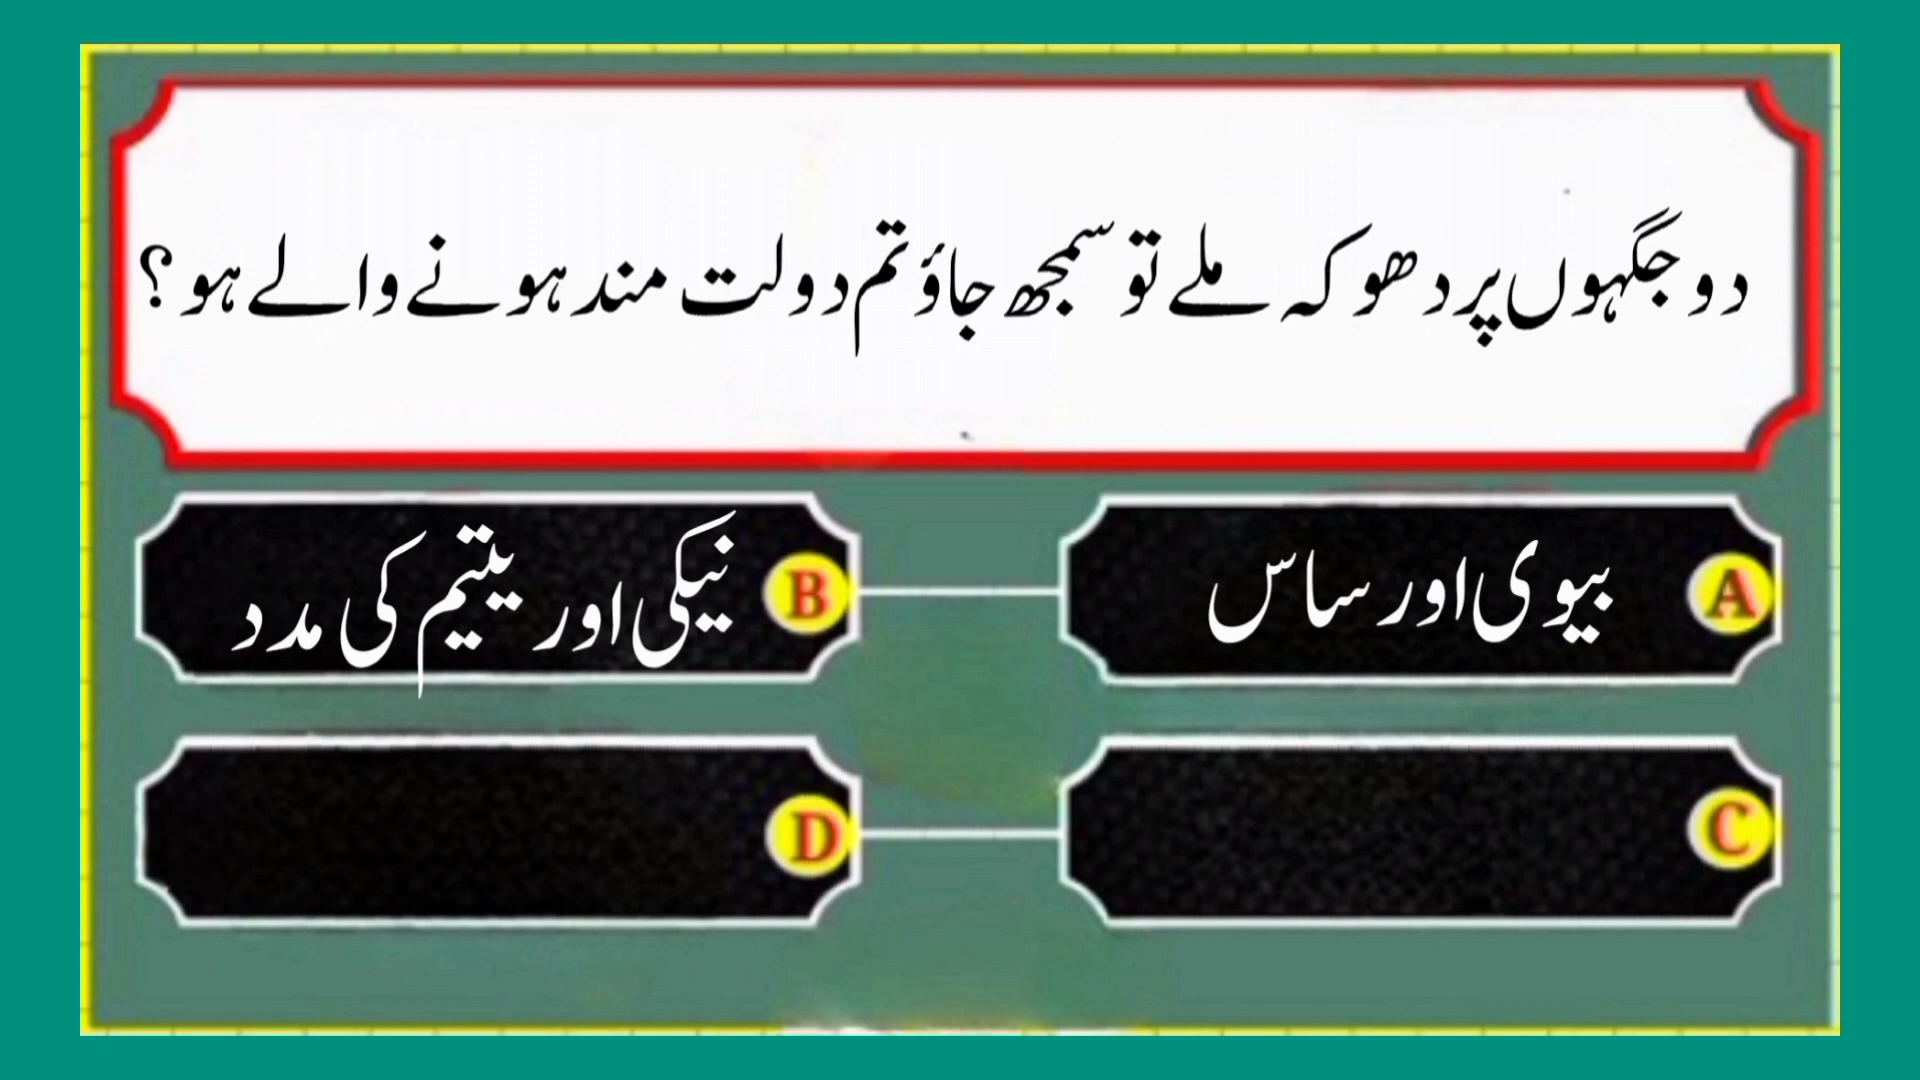 دو جگہوں پر دھوکہ ملے تو سمجھ جاؤ تم دولت مند ہونے والے ہو؟
A بیوی اور ساس
B نیکی اور یتیم کی مدد
C
D